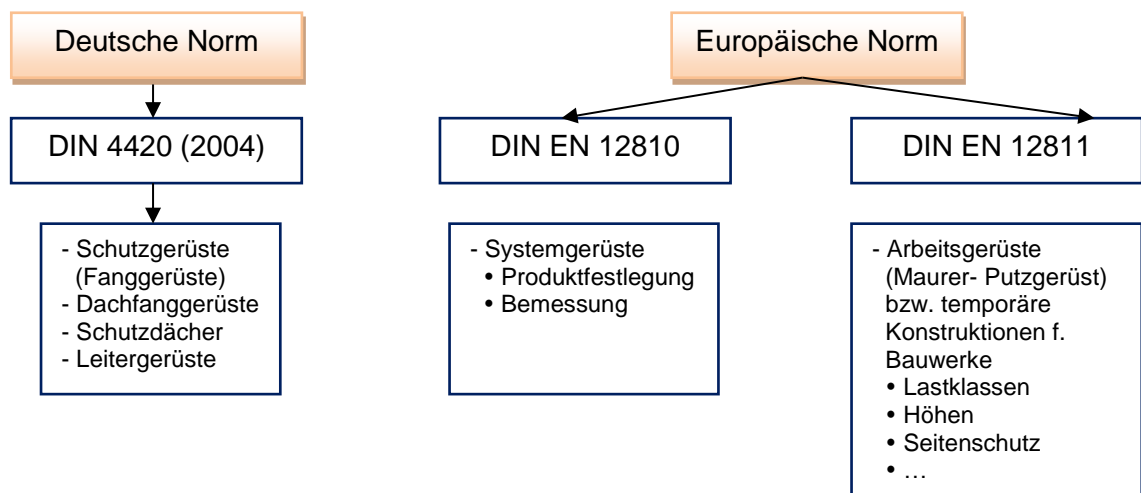 Deutsche Norm
Europäische Norm
DIN 4420 (2004)
DIN EN 12810
DIN EN 12811
- Schutzgerüste
(Fanggerüste)
- Dachfanggerüste
- Schutzdächer
- Leitergerüste
- Systemgerüste
• Produktfestlegung
• Bemessung
- Arbeitsgerüste
(Maurer- Putzgerüst)
bzw. temporäre
Konstruktionen f.
Bauwerke
• Lastklassen
• Höhen
• Seitenschutz
• …